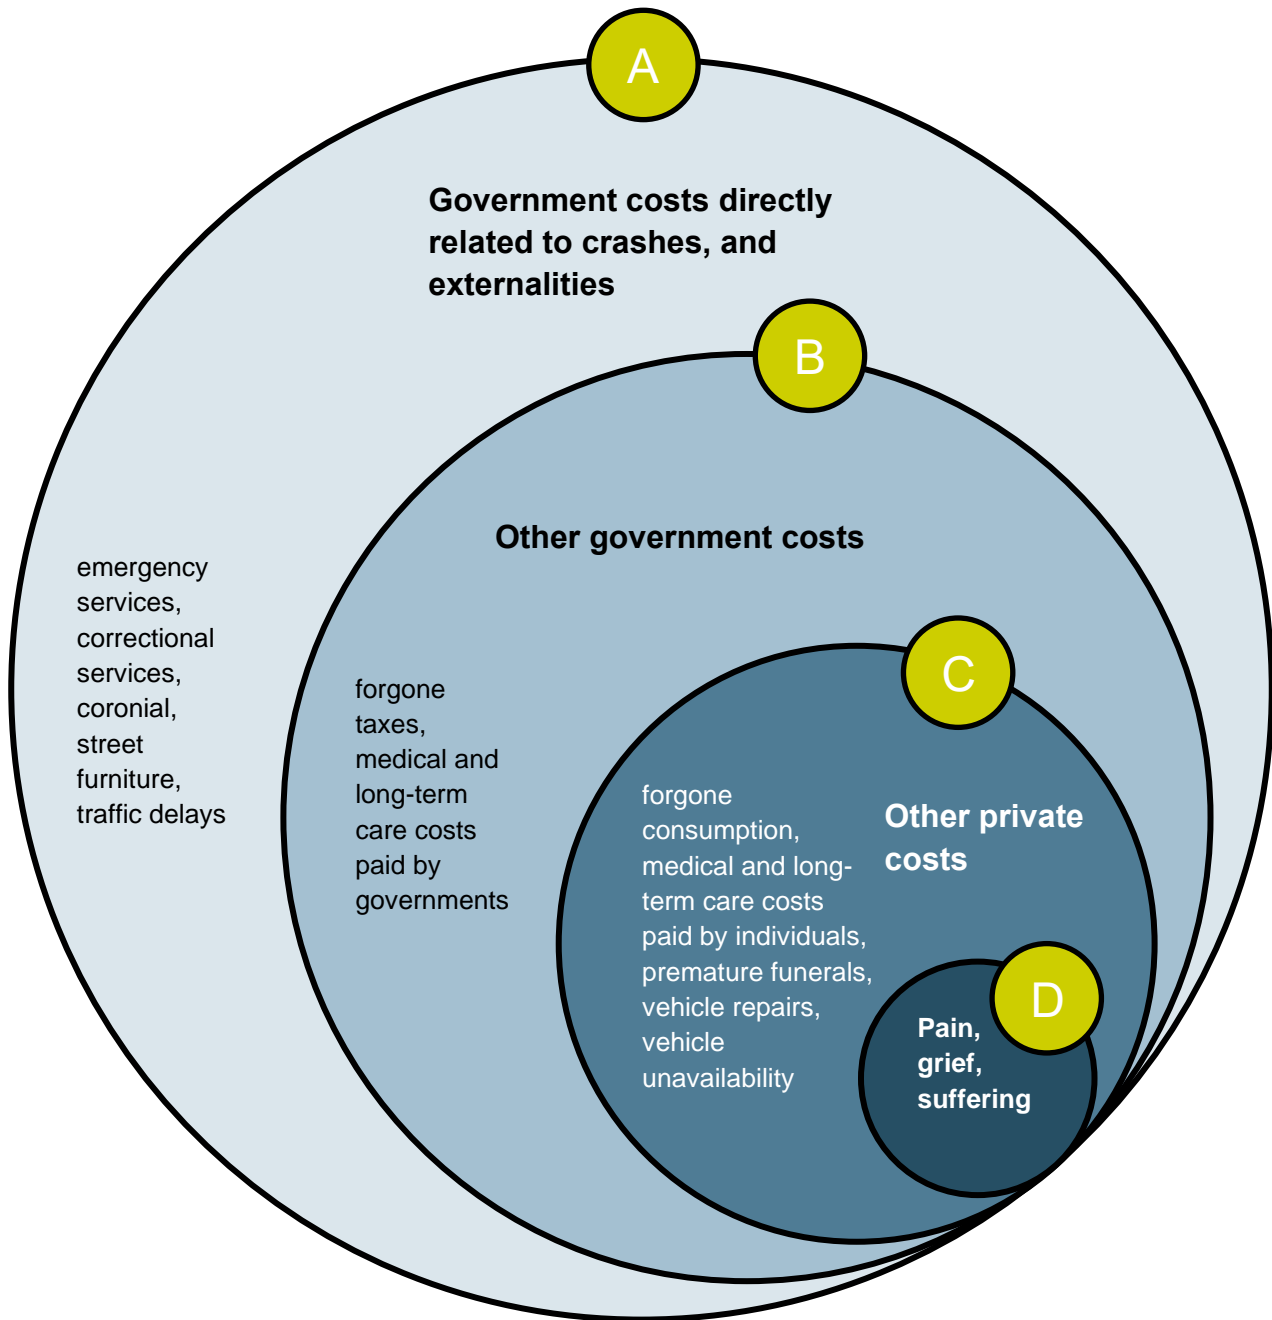 A
Government costs directly
related to crashes, and
externalities
B
Other government costs
emergency
services,
correctional
services,
coronial,
street
furniture,
traffic delays
C
forgone
taxes,
medical and
long-term
care costs
paid by
governments
Other private
costs
forgone
consumption,
medical and long-
term care costs
paid by individuals,
premature funerals,
vehicle repairs,
vehicle
unavailability
D
Pain,
grief,
suffering